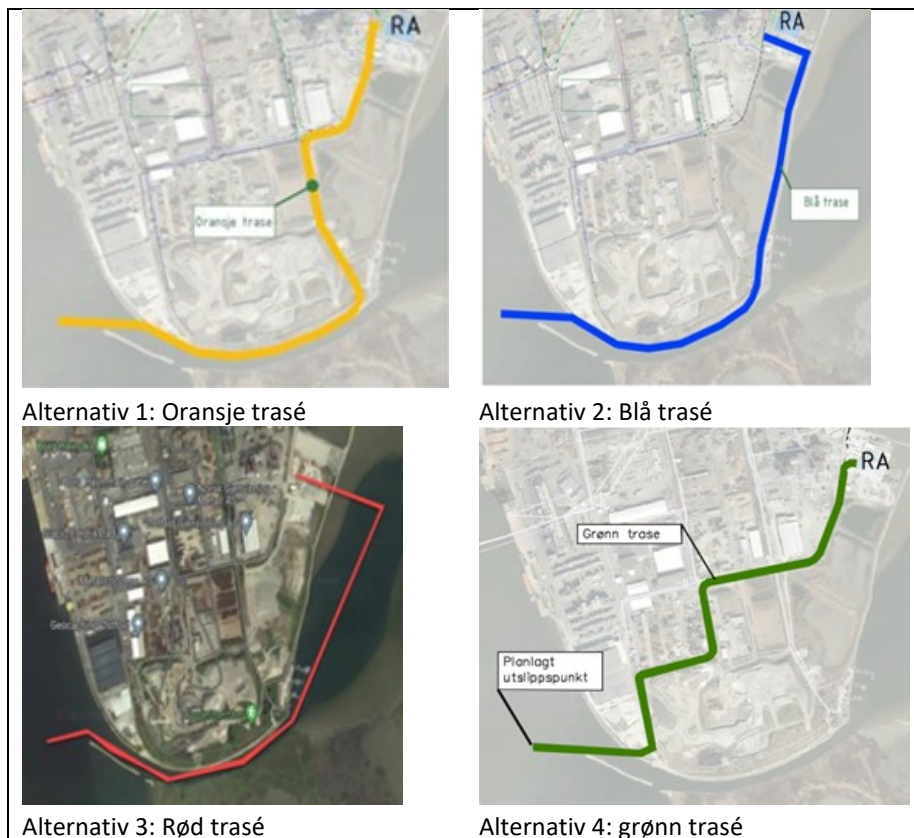 RA
RA
Oransje trase
Blå trase
Alternativ 1: Oransje trasé
Alternativ 2: Blå trasé
RA
Grønn trase
Planlagt
utslippspunkt
Alternativ 3: Rød trasé
Alternativ 4: grønn trasé